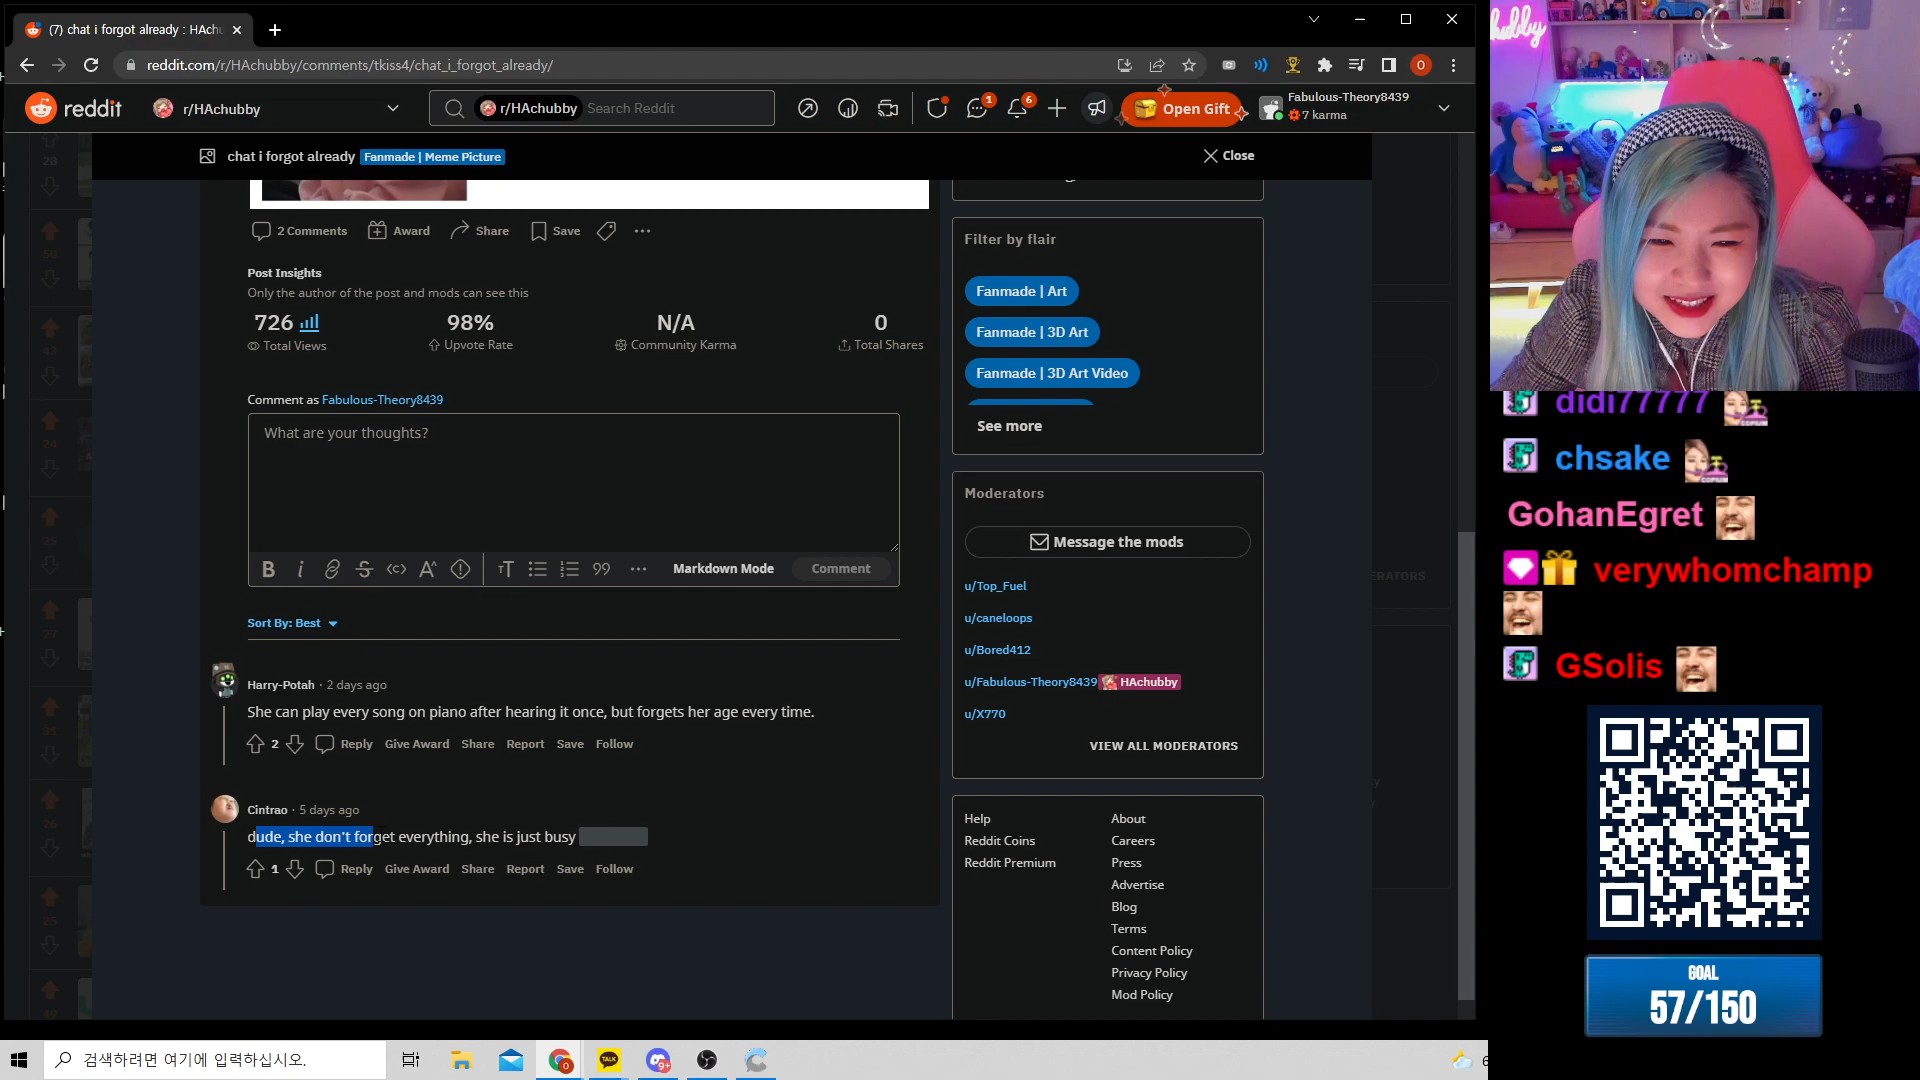 (7) chat i forgot already : HAchu
reddit.com/r/HAchubby/comments/tkiss4/chat_i_forgot_already/
reddit
r/HAchubby
r/HAchubby
Search Reddit
1
6
Open Gift
Fabulous-Theory8439
7 karma
chat i forgot already
Fanmade | Meme Picture
Close
2 Comments
Award
Share
Save
Post Insights
Only the author of the post and mods can see this
726
98%
N/A
0
Total Views
Upvote Rate
Community Karma
Total Shares
Comment as Fabulous-Theory8439
What are your thoughts?
Markdown Mode
Comment
Sort By: Best
Harry-Potah · 2 days ago
She can play every song on piano after hearing it once, but forgets her age every time.
2
Reply
Give Award
Share
Report
Save
Follow
Cintrao · 5 days ago
dude, she don't forget everything, she is just busy
1
Reply
Give Award
Share
Report
Save
Follow
Filter by flair
Fanmade | Art
Fanmade | 3D Art
Fanmade | 3D Art Video
See more
Moderators
Message the mods
u/Top_Fuel
u/caneloops
u/Bored412
u/Fabulous-Theory8439 HAchubby
u/X770
VIEW ALL MODERATORS
Help
About
Reddit Coins
Careers
Reddit Premium
Press
Advertise
Blog
Terms
Content Policy
Privacy Policy
Mod Policy
hubby
didi77777
COPIUM
chsake
COPIUM
GohanEgret
verywhomchamp
GSolis
GOAL
57/150
검색하려면 여기에 입력하십시오.
TALK
9+